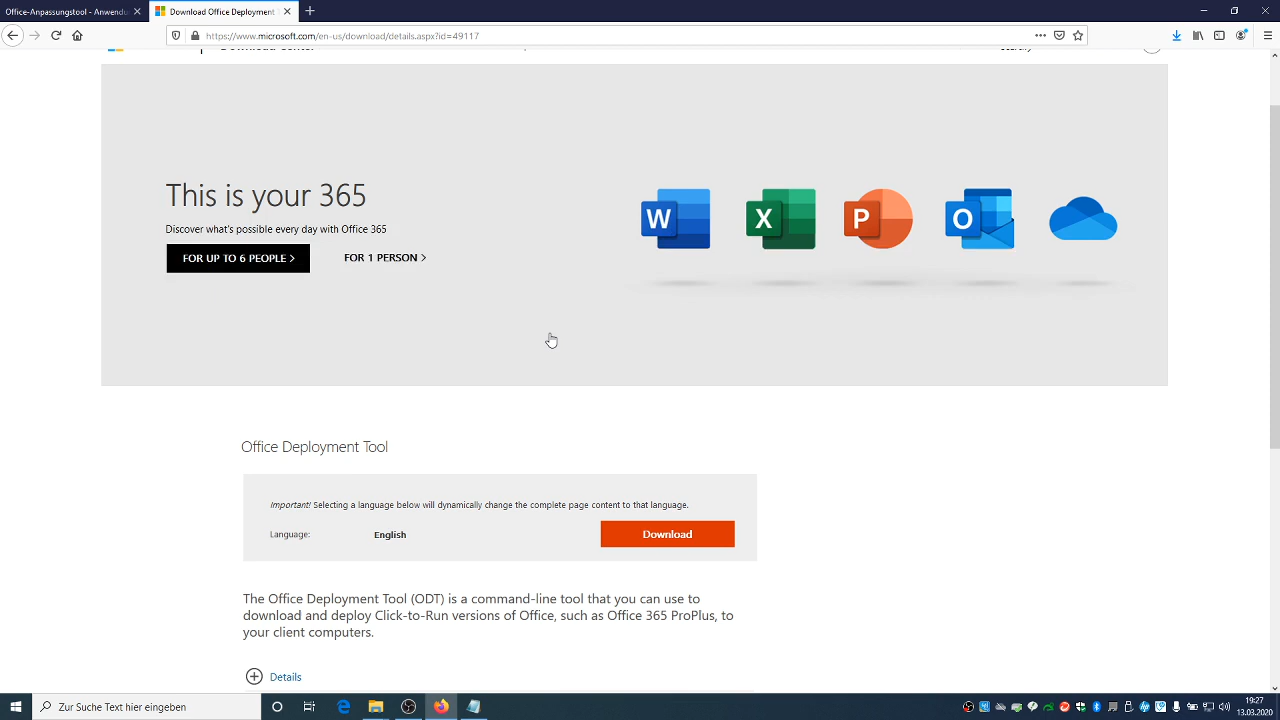 Office-Anpassungstool - Anwendu
Download Office Deployment
https://www.microsoft.com/en-us/download/details.aspx?id=49117
This is your 365
Discover what's possible every day with Office 365
FOR UP TO 6 PEOPLE
FOR 1 PERSON
W
X
P
O
Office Deployment Tool
Important! Selecting a language below will dynamically change the complete page content to that language.
Language:
English
Download
The Office Deployment Tool (ODT) is a command-line tool that you can use to
download and deploy Click-to-Run versions of Office, such as Office 365 ProPlus, to
your client computers.
Details
Zur Suche Text hier eingeben
19:27
13.03.2020